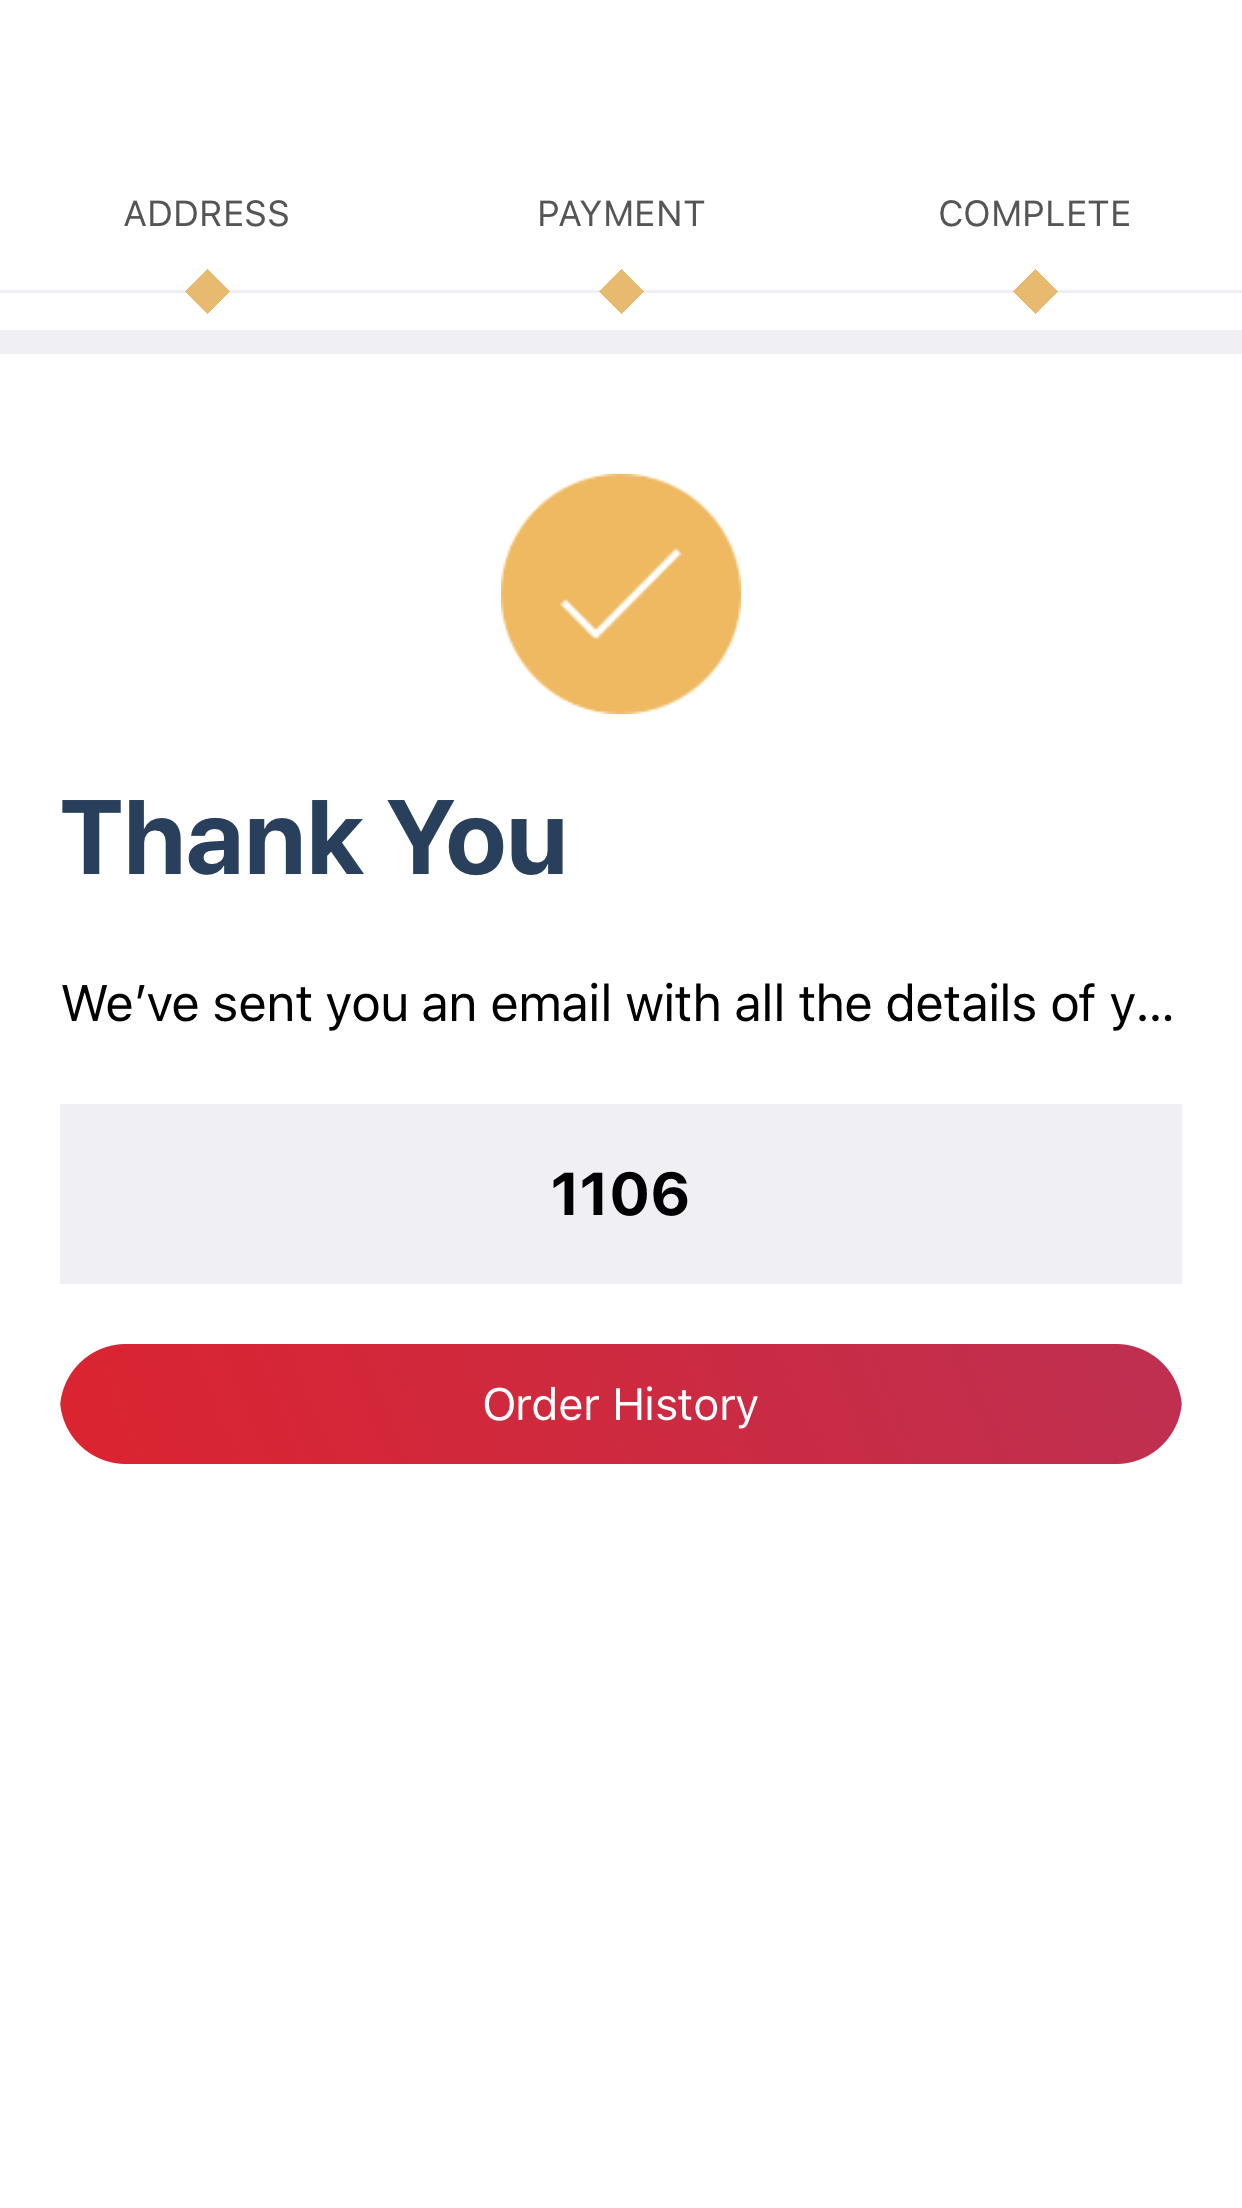 ADDRESS PAYMENT COMPLETE
Thank You
We’ve sent you an email with all the details of y...
1106
Order History